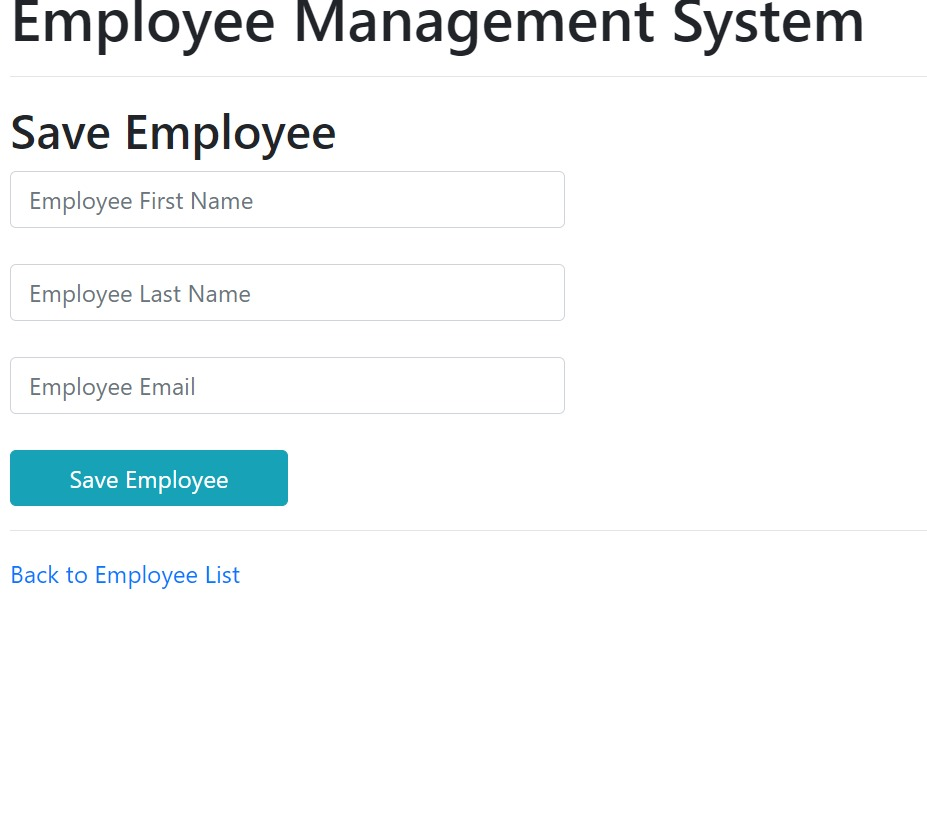 Employee Management System
Save Employee
Employee First Name
Employee Last Name
Employee Email
Save Employee
Back to Employee List